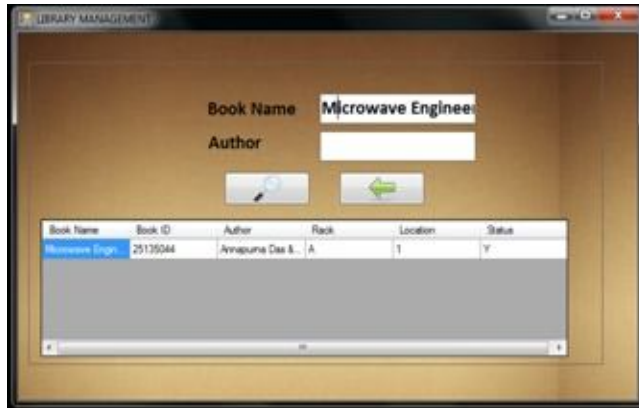 LIBRARY MANAGEMENT
Book Name Microwave Engineer
Author
Book Name Book ID Author Rack Location Status
Microwave Engin... 25135044 Annapurna Das &... A 1 Y